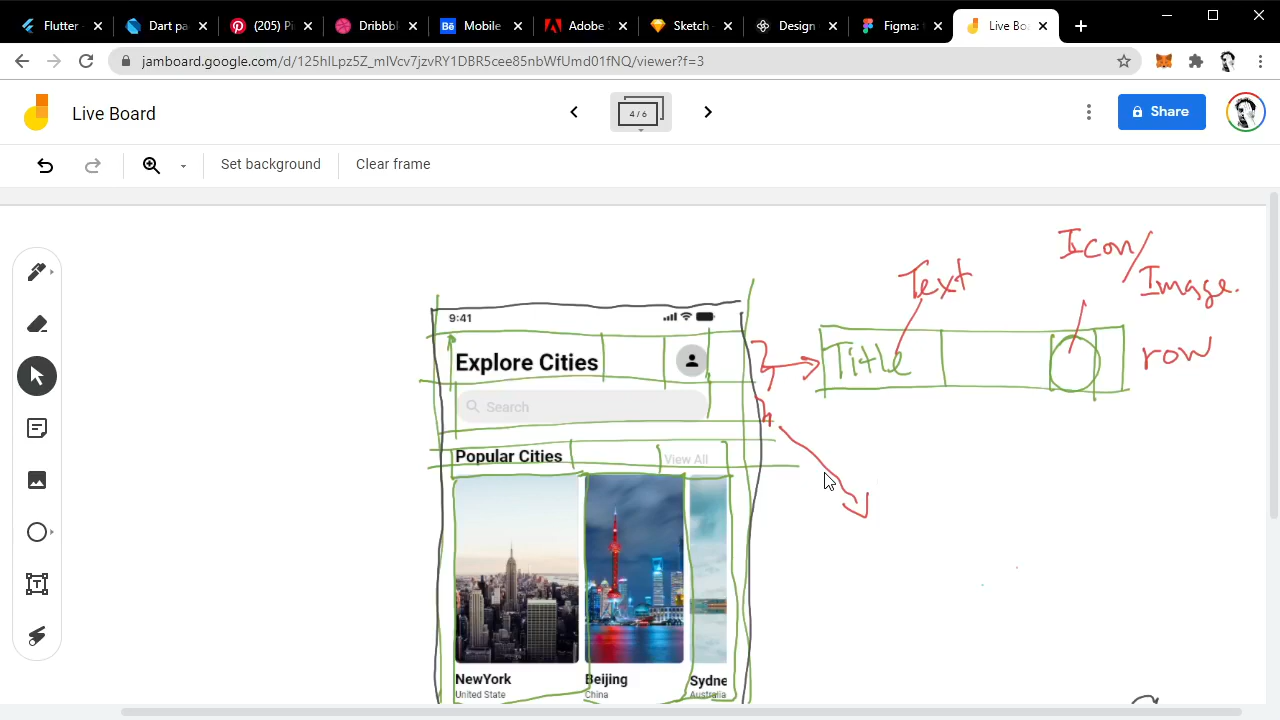 Flutter
Dart pa
(205) Pi
Dribbb
Bē Mobile
Adobe
Sketch
Design
Figma:
Live Bo
jamboard.google.com/d/125hILpz5Z_mIVcv7jzvRY1DBR5cee85hbWfUmd01fNQ/viewer?f=3
Live Board
4 / 6
Share
Set background
Clear frame
Icon/
Image.
Text
9:41
Explore Cities
Title
row
Search
Popular Cities
View All
NewYork
Beijing
Sydne
United State
China
Australia